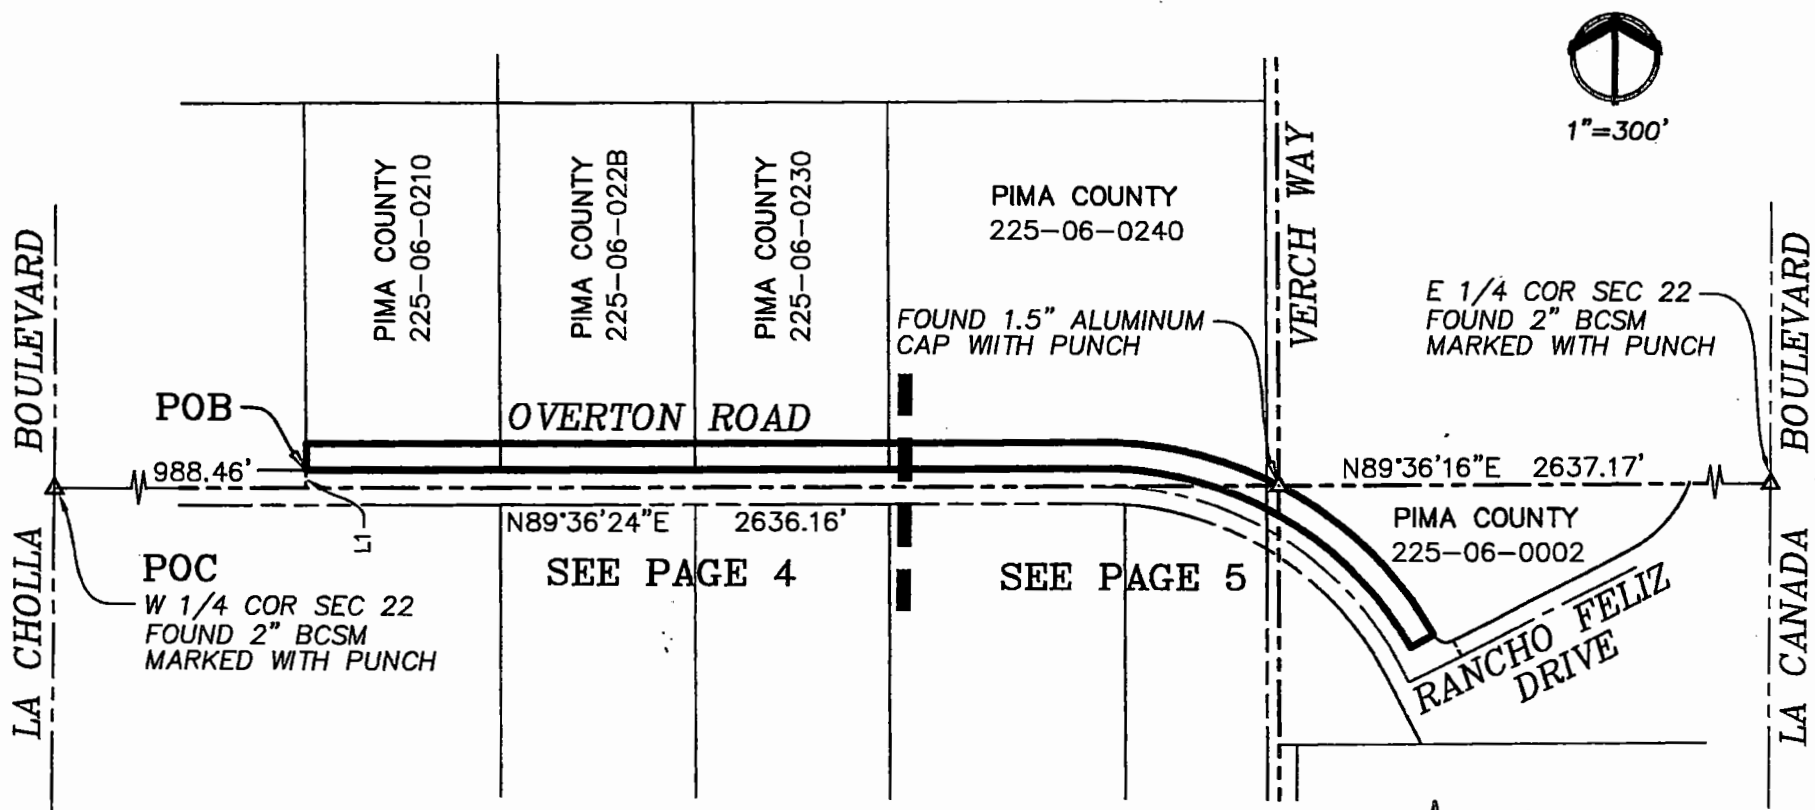 1"=300'
PIMA COUNTY
225-06-0210
PIMA COUNTY
225-06-022B
PIMA COUNTY
225-06-0230
PIMA COUNTY
225-06-0240
VERCH WAY
FOUND 1.5" ALUMINUM
CAP WIITH PUNCH
E 1/4 COR SEC 22
FOUND 2" BCSM
MARKED WITH PUNCH
LA CHOLLA BOULEVARD
LA CANADA BOULEVARD
POB
OVERTON ROAD
988.46'
L1
N89°36'24"E 2636.16'
N89°36'16"E 2637.17'
PIMA COUNTY
225-06-0002
SEE PAGE 4
SEE PAGE 5
POC
W 1/4 COR SEC 22
FOUND 2" BCSM
MARKED WITH PUNCH
RANCHO FELIZ
DRIVE